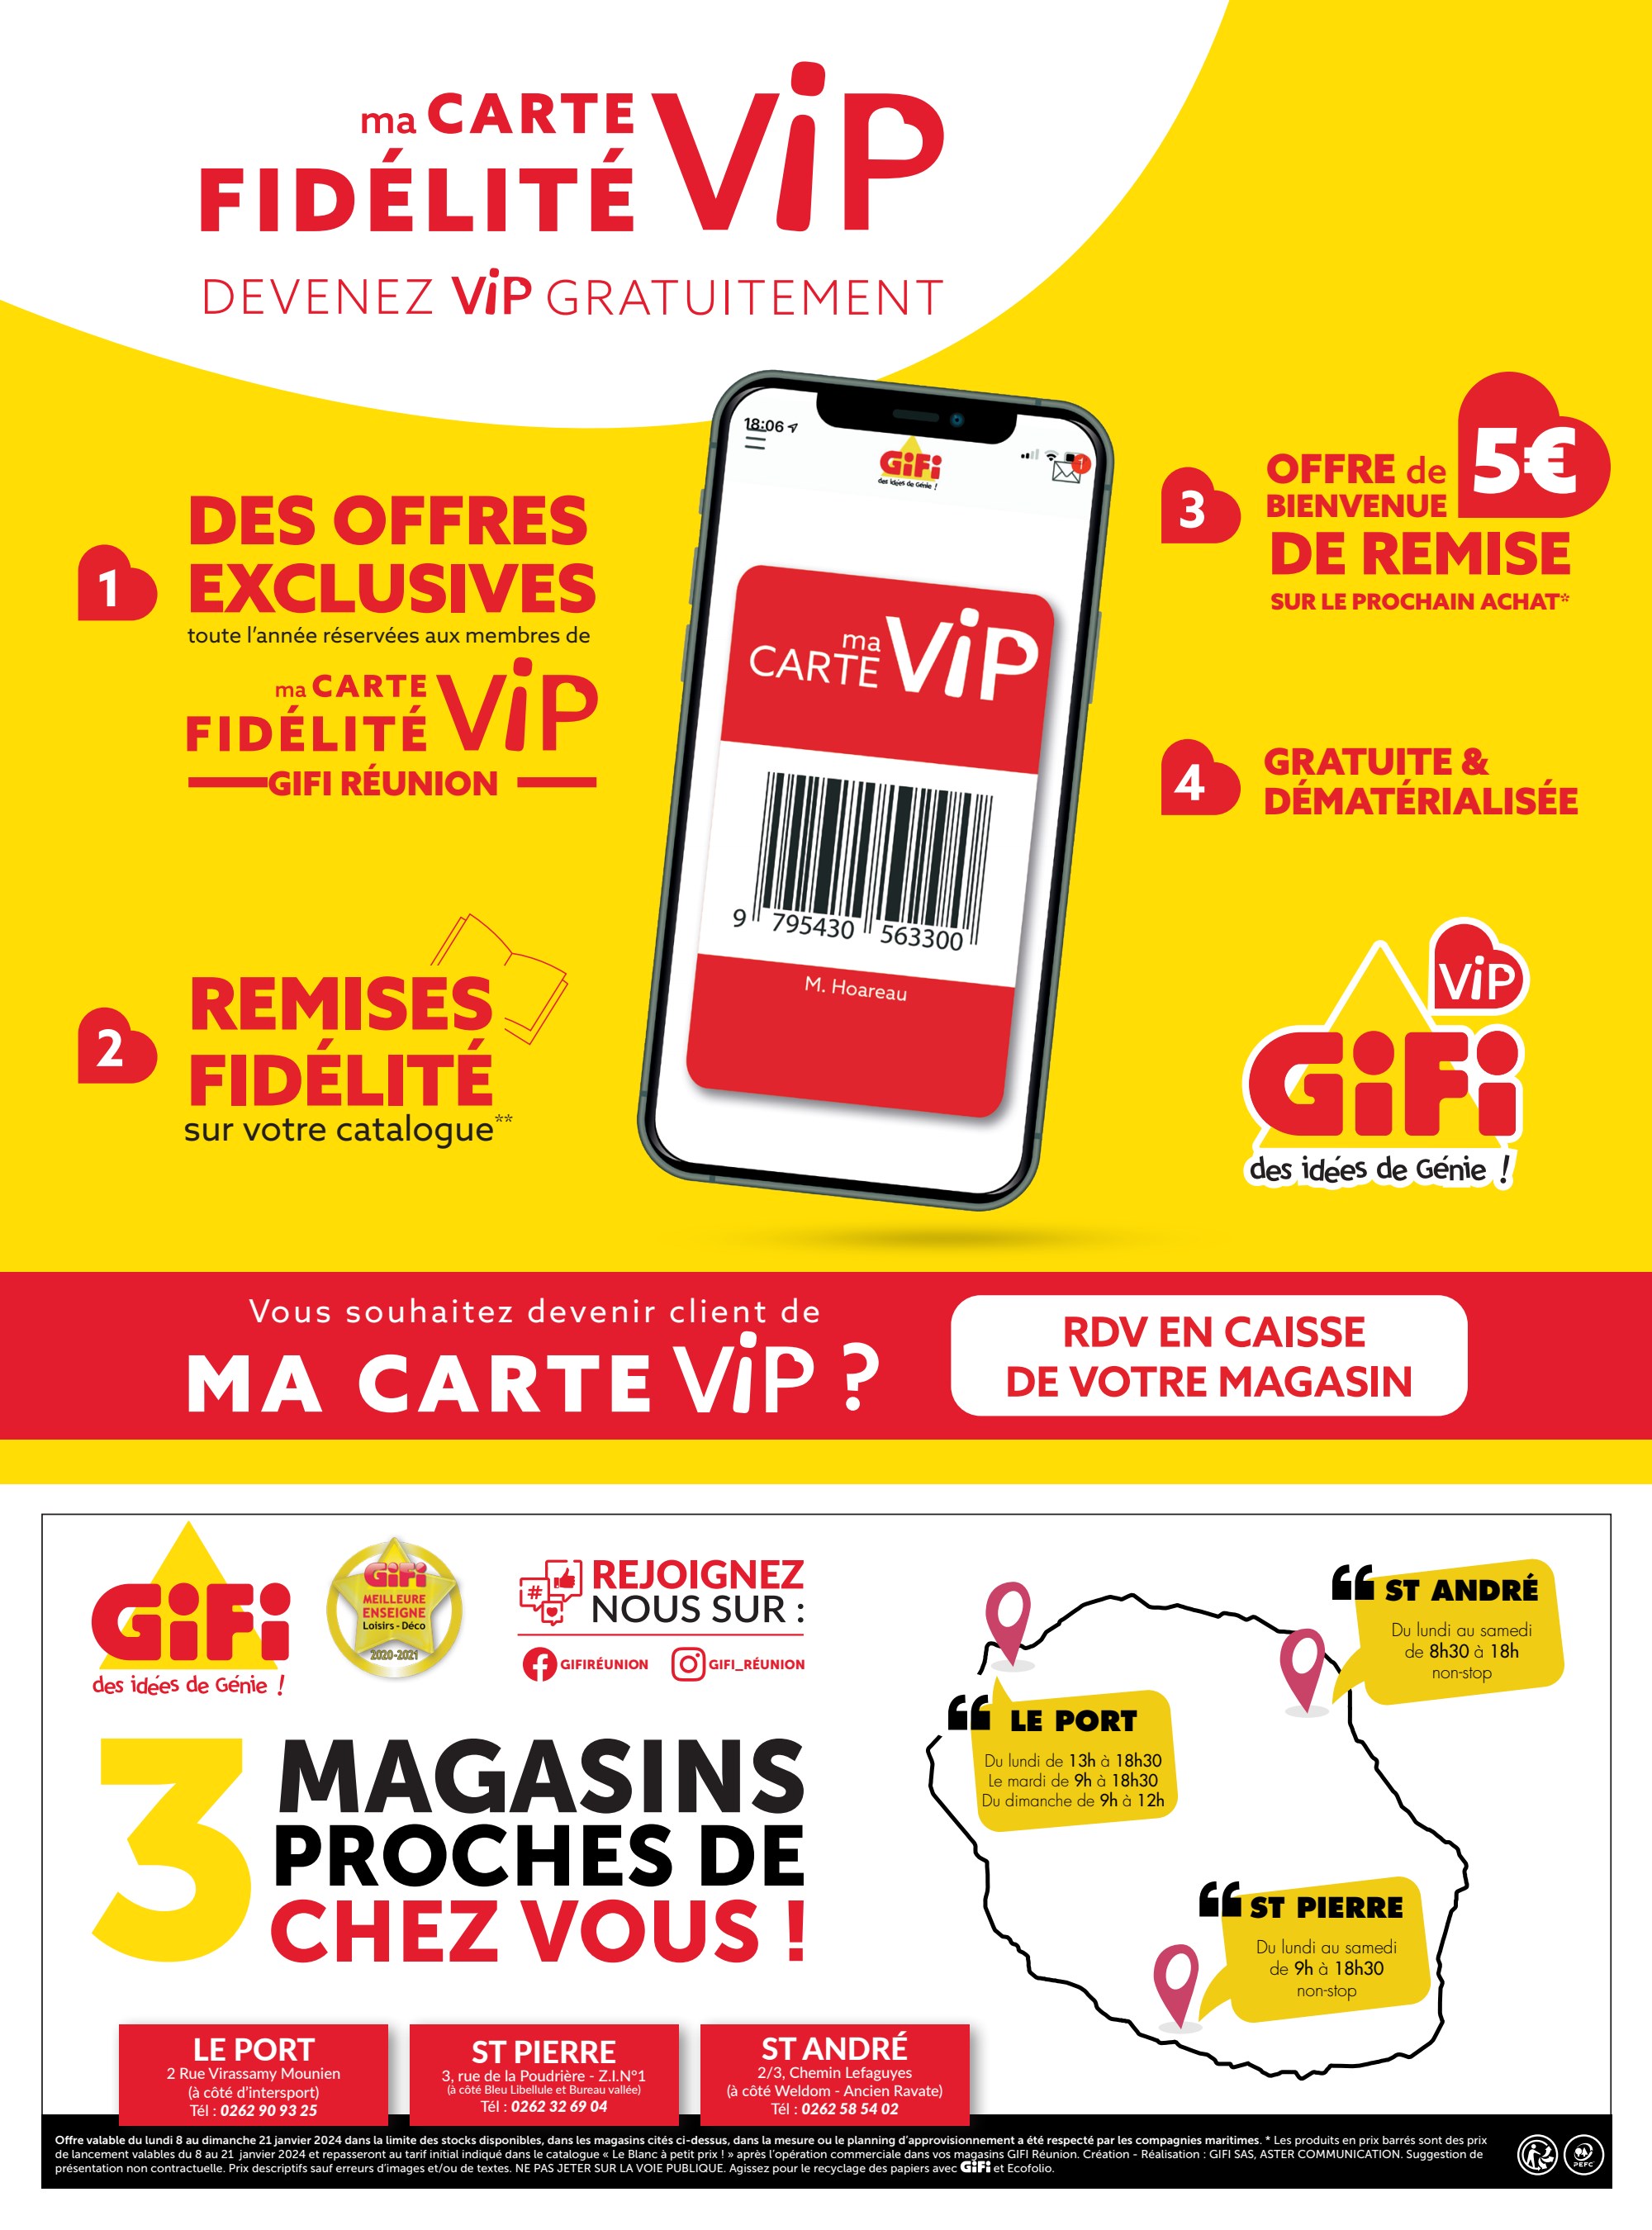 ma CARTE
FIDÉLITÉ ViP
DEVENEZ ViP GRATUITEMENT
1
DES OFFRES
EXCLUSIVES
toute l'année réservées aux membres de
ma CARTE
FIDÉLITÉ ViP
GIFI RÉUNION
2
REMISES
FIDÉLITÉ
sur votre catalogue**
18:06
GiFi
des idées de Génie !
1
ma
CARTE ViP
9 795430 563300
M. Hoareau
3
OFFRE de
BIENVENUE
5€
DE REMISE
SUR LE PROCHAIN ACHAT*
4
GRATUITE &
DÉMATÉRIALISÉE
ViP
GiFi
des idées de Génie !
Vous souhaitez devenir client de
MA CARTE ViP ?
RDV EN CAISSE
DE VOTRE MAGASIN
GiFi
des idées de Génie !
GiFi
MEILLEURE
ENSEIGNE
Loisirs - Déco
2020-2021
#
REJOIGNEZ
NOUS SUR :
GIFIRÉUNION
GIFI_RÉUNION
3 MAGASINS
PROCHES DE
CHEZ VOUS !
ST ANDRÉ
Du lundi au samedi
de 8h30 à 18h
non-stop
LE PORT
Du lundi de 13h à 18h30
Le mardi de 9h à 18h30
Du dimanche de 9h à 12h
ST PIERRE
Du lundi au samedi
de 9h à 18h30
non-stop
LE PORT
2 Rue Virassamy Mounien
(à côté d'intersport)
Tél : 0262 90 93 25
ST PIERRE
3, rue de la Poudrière - Z.I.N°1
(à côté Bleu Libellule et Bureau vallée)
Tél : 0262 32 69 04
ST ANDRÉ
2/3, Chemin Lefaguyes
(à côté Weldom - Ancien Ravate)
Tél : 0262 58 54 02
Offre valable du lundi 8 au dimanche 21 janvier 2024 dans la limite des stocks disponibles, dans les magasins cités ci-dessus, dans la mesure ou le planning d'approvisionnement a été respecté par les compagnies maritimes. * Les produits en prix barrés sont des prix
de lancement valables du 8 au 21 janvier 2024 et repasseront au tarif initial indiqué dans le catalogue « Le Blanc à petit prix ! » après l'opération commerciale dans vos magasins GIFI Réunion. Création - Réalisation : GIFI SAS, ASTER COMMUNICATION. Suggestion de
présentation non contractuelle. Prix descriptifs sauf erreurs d'images et/ou de textes. NE PAS JETER SUR LA VOIE PUBLIQUE. Agissez pour le recyclage des papiers avec GiFi et Ecofolio.
PEFC